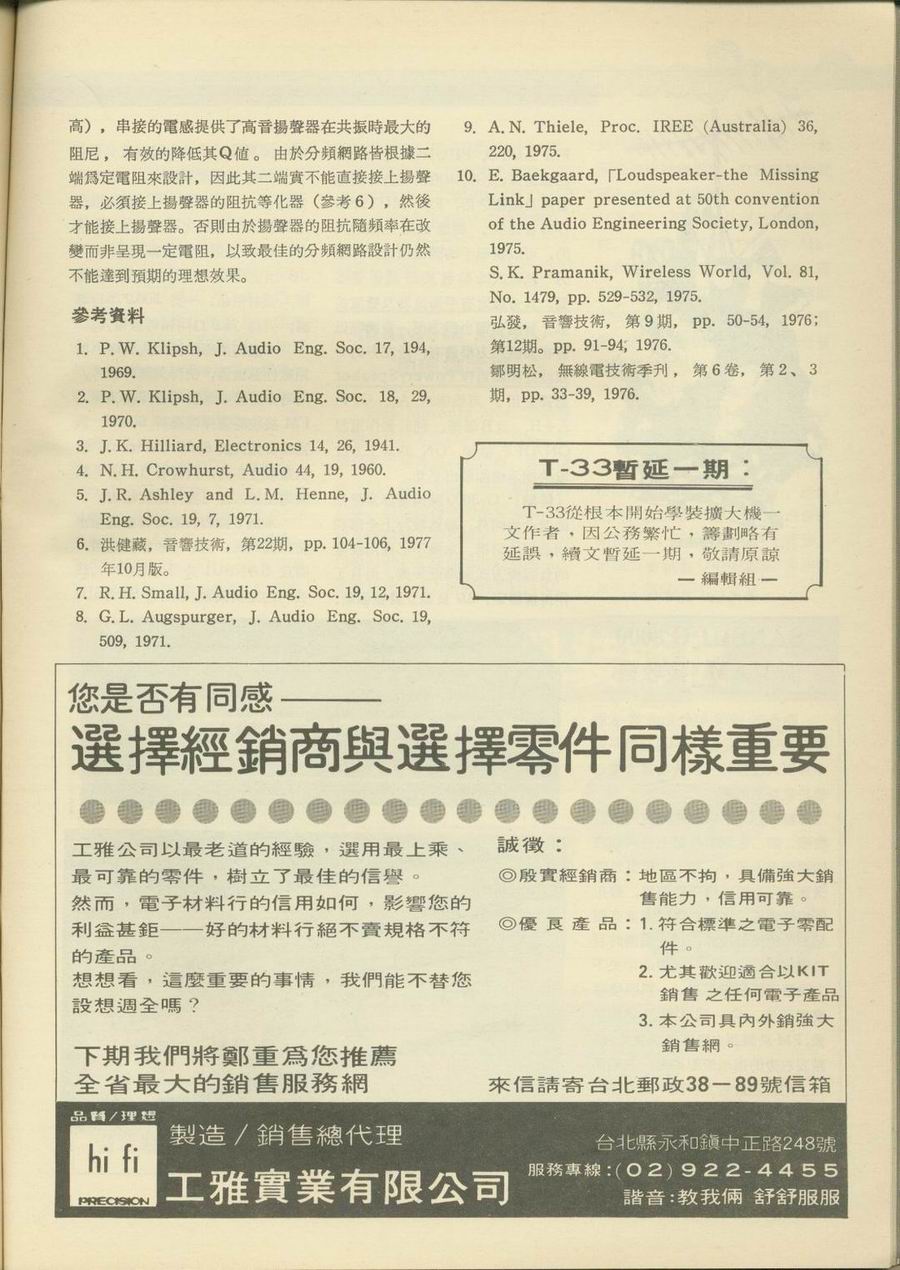 高），串接的電感提供了高音揚聲器在共振時最大的
阻尼，有效的降低其Q值。由於分頻網路皆根據二
端爲定電阻來設計，因此其二端實不能直接接上揚聲
器，必須接上揚聲器的阻抗等化器（參考6），然後
才能接上揚聲器。否則由於揚聲器的阻抗隨頻率在改
變而非呈現一定電阻，以致最佳的分頻網路設計仍然
不能達到預期的理想效果。
參考資料
1. P.W. Klipsh, J. Audio Eng. Soc. 17, 194,
1969.
2. P.W. Klipsh, J. Audio Eng. Soc. 18, 29,
1970.
3. J.K. Hilliard, Electronics 14, 26, 1941.
4. N.H. Crowhurst, Audio 44, 19, 1960.
5. J.R. Ashley and L.M. Henne, J. Audio
Eng. Soc. 19, 7, 1971.
6. 洪健藏，音響技術，第22期，pp. 104-106, 1977
年10月版。
7. R.H. Small, J. Audio Eng. Soc. 19, 12, 1971.
8. G.L. Augspurger, J. Audio Eng. Soc. 19,
509, 1971.
9. A.N. Thiele, Proc. IREE (Australia) 36,
220, 1975.
10. E. Baekgaard,「Loudspeaker-the Missing
Link」paper presented at 50th convention
of the Audio Engineering Society, London,
1975.
S.K. Pramanik, Wireless World, Vol. 81,
No. 1479, pp. 529-532, 1975.
弘發，音響技術，第9期，pp. 50-54, 1976；
第12期。pp. 91-94, 1976.
鄒明松，無線電技術季刊，第6卷，第2、3
期，pp. 33-39, 1976.
T-33暫延一期：
T-33從根本開始學裝擴大機一
文作者，因公務繁忙，籌劃略有
延誤，續文暫延一期，敬請原諒
—編輯組—
您是否有同感——
選擇經銷商與選擇零件同樣重要
工雅公司以最老道的經驗，選用最上乘、
最可靠的零件，樹立了最佳的信譽。
然而，電子材料行的信用如何，影響您的
利益甚鉅——好的材料行絕不賣規格不符
的產品。
想想看，這麼重要的事情，我們能不替您
設想週全嗎？
下期我們將鄭重爲您推薦
全省最大的銷售服務網
誠徵：
◎殷實經銷商：地區不拘，具備強大銷
售能力，信用可靠。
◎優良產品：1. 符合標準之電子零配
件。
2. 尤其歡迎適合以KIT
銷售之任何電子產品
3. 本公司具內外銷強大
銷售網。
來信請寄台北郵政38－89號信箱
品質/理想
hi fi
PRECISION
製造/銷售總代理
工雅實業有限公司
台北縣永和鎭中正路248號
服務專線：(02)922-4455
諧音：教我倆 舒舒服服